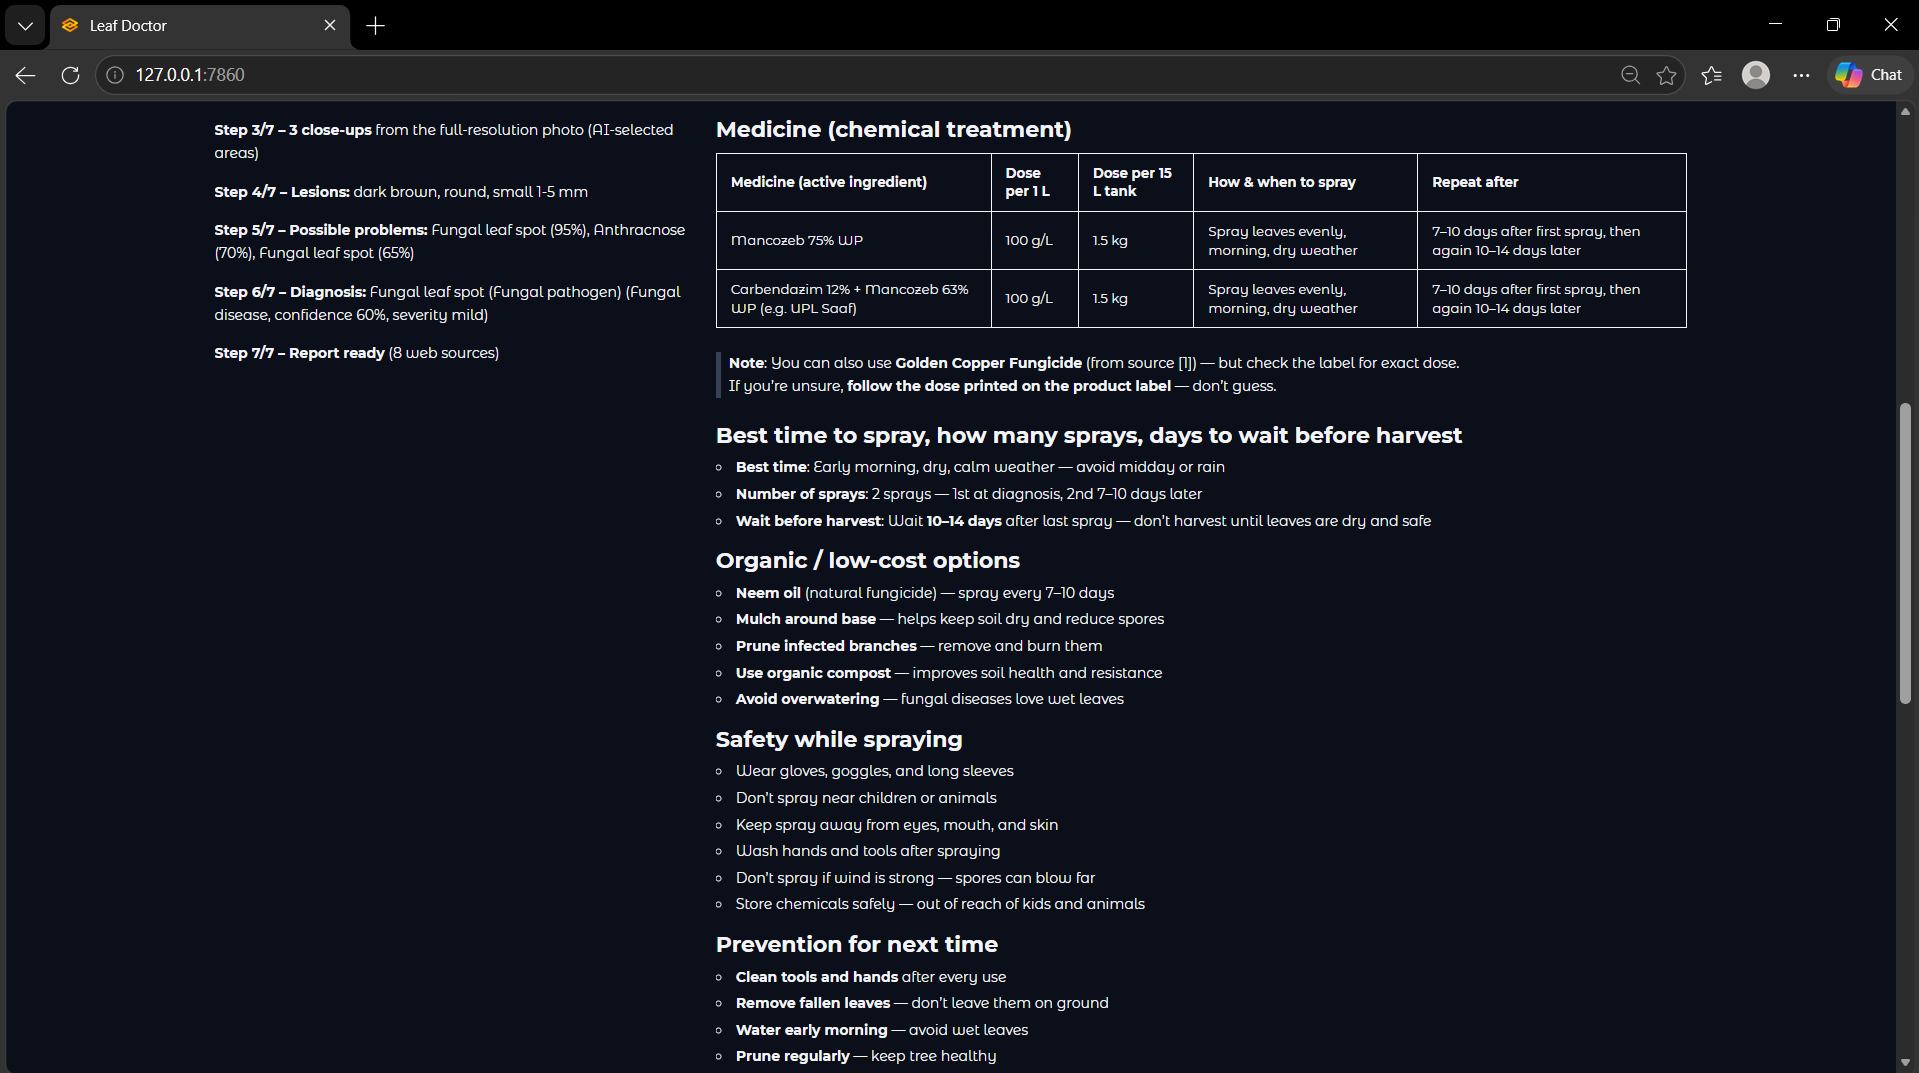 Leaf Doctor
127.0.0.1:7860
Chat
Step 3/7 – 3 close-ups from the full-resolution photo (AI-selected
areas)
Step 4/7 – Lesions: dark brown, round, small 1-5 mm
Step 5/7 – Possible problems: Fungal leaf spot (95%), Anthracnose
(70%), Fungal leaf spot (65%)
Step 6/7 – Diagnosis: Fungal leaf spot (Fungal pathogen) (Fungal
disease, confidence 60%, severity mild)
Step 7/7 – Report ready (8 web sources)
Medicine (chemical treatment)
Medicine (active ingredient)
Dose
per 1 L
Dose per 15
L tank
How & when to spray
Repeat after
Mancozeb 75% WP
100 g/L
1.5 kg
Spray leaves evenly,
morning, dry weather
7–10 days after first spray, then
again 10–14 days later
Carbendazim 12% + Mancozeb 63%
WP (e.g. UPL Saaf)
100 g/L
1.5 kg
Spray leaves evenly,
morning, dry weather
7–10 days after first spray, then
again 10–14 days later
Note: You can also use Golden Copper Fungicide (from source [1]) — but check the label for exact dose.
If you’re unsure, follow the dose printed on the product label — don’t guess.
Best time to spray, how many sprays, days to wait before harvest
Best time: Early morning, dry, calm weather — avoid midday or rain
Number of sprays: 2 sprays — 1st at diagnosis, 2nd 7–10 days later
Wait before harvest: Wait 10–14 days after last spray — don’t harvest until leaves are dry and safe
Organic / low-cost options
Neem oil (natural fungicide) — spray every 7–10 days
Mulch around base — helps keep soil dry and reduce spores
Prune infected branches — remove and burn them
Use organic compost — improves soil health and resistance
Avoid overwatering — fungal diseases love wet leaves
Safety while spraying
Wear gloves, goggles, and long sleeves
Don’t spray near children or animals
Keep spray away from eyes, mouth, and skin
Wash hands and tools after spraying
Don’t spray if wind is strong — spores can blow far
Store chemicals safely — out of reach of kids and animals
Prevention for next time
Clean tools and hands after every use
Remove fallen leaves — don’t leave them on ground
Water early morning — avoid wet leaves
Prune regularly — keep tree healthy